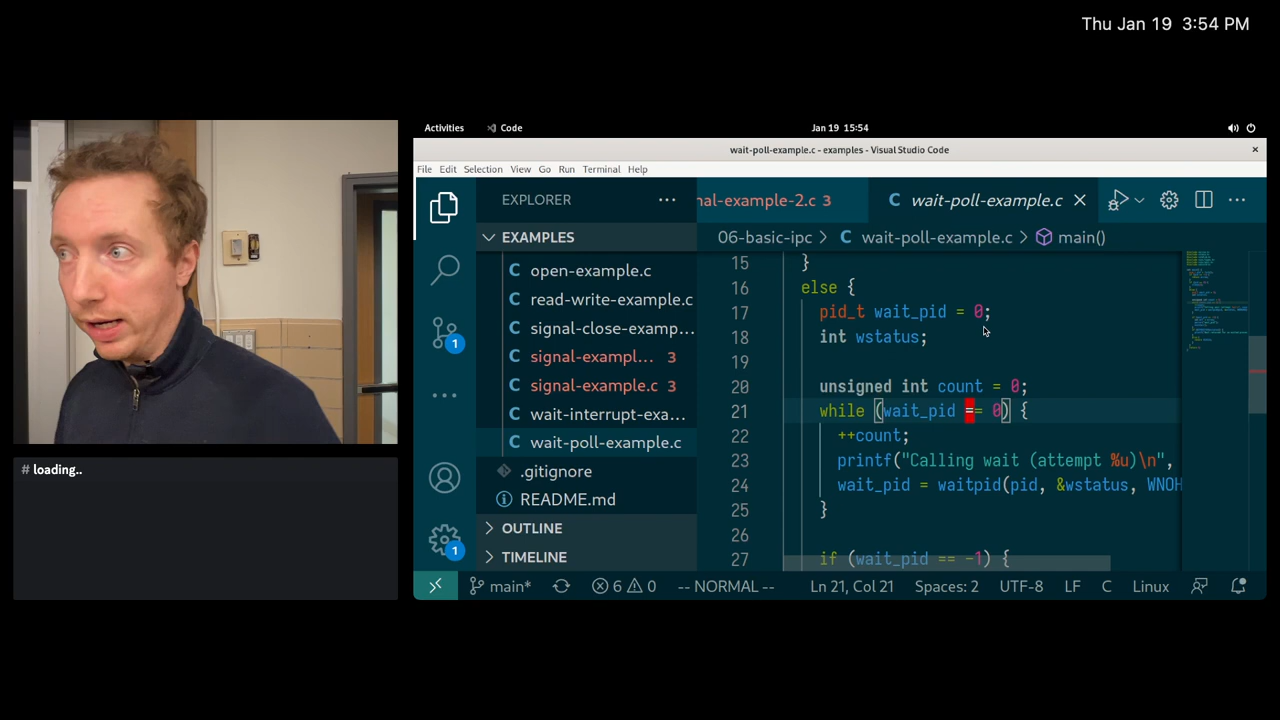 Thu Jan 19 3:54 PM
Activities Code Jan 19 15:54
wait-poll-example.c - examples - Visual Studio Code ×
File Edit Selection View Go Run Terminal Help
EXPLORER ···
nal-example-2.c 3
wait-poll-example.c
EXAMPLES
06-basic-ipc > wait-poll-example.c > main()
C open-example.c
C read-write-example.c
C signal-close-examp...
C signal-exampl... 3
C signal-example.c 3
C wait-interrupt-exa...
C wait-poll-example.c
.gitignore
README.md
OUTLINE
TIMELINE
1
1
15 }
16 else {
17 pid_t wait_pid = 0;
18 int wstatus;
19
20 unsigned int count = 0;
21 while (wait_pid == 0) {
22 ++count;
23 printf("Calling wait (attempt %u)\n",
24 wait_pid = waitpid(pid, &wstatus, WNOH
25 }
26
27 if (wait_pid == -1) {
main* 6 0 -- NORMAL -- Ln 21, Col 21 Spaces: 2 UTF-8 LF C Linux
# loading..